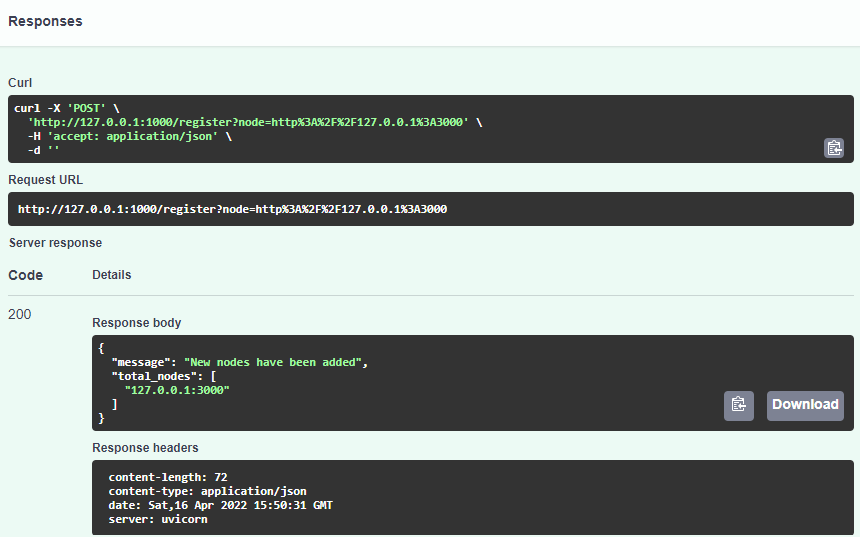 Responses
Curl
curl -X 'POST' \
  'http://127.0.0.1:1000/register?node=http%3A%2F%2F127.0.0.1%3A3000' \
  -H 'accept: application/json' \
  -d ''
Request URL
http://127.0.0.1:1000/register?node=http%3A%2F%2F127.0.0.1%3A3000
Server response
Code Details
200
Response body
{
  "message": "New nodes have been added",
  "total_nodes": [
    "127.0.0.1:3000"
  ]
}
Download
Response headers
content-length: 72
content-type: application/json
date: Sat,16 Apr 2022 15:50:31 GMT
server: uvicorn